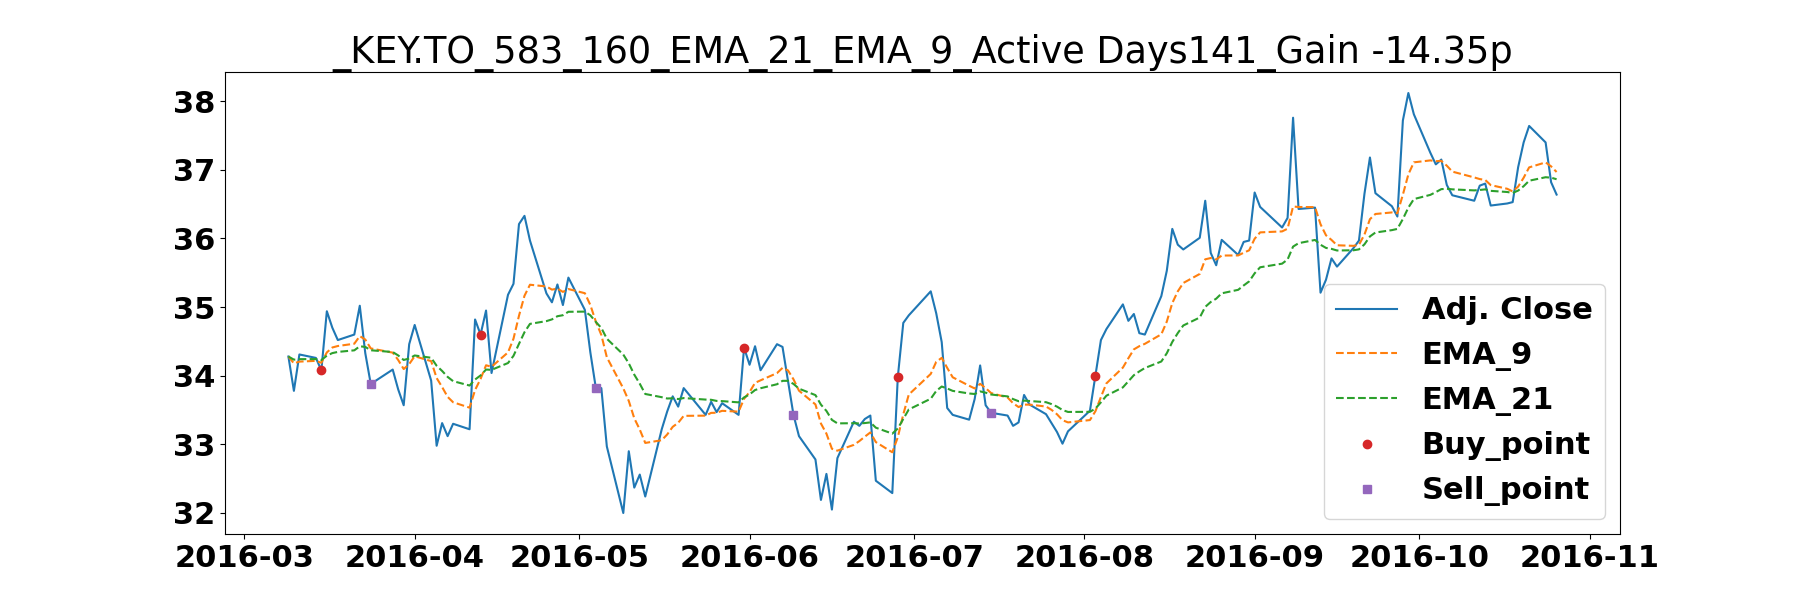 _KEY.TO_583_160_EMA_21_EMA_9_Active Days141_Gain -14.35p
38
37
36
35
34
33
32
2016-03 2016-04 2016-05 2016-06 2016-07 2016-08 2016-09 2016-10 2016-11
Adj. Close
EMA_9
EMA_21
Buy_point
Sell_point